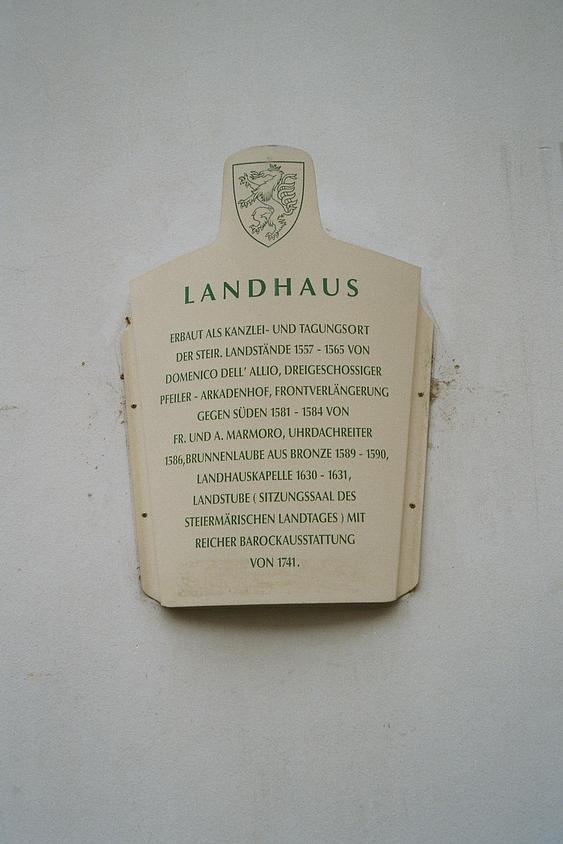 LANDHAUS
ERBAUT ALS KANZLEI- UND TAGUNGSORT
DER STEIR. LANDSTÄNDE 1557 - 1565 VON
DOMENICO DELL' ALLIO, DREIGESCHOSSIGER
PFEILER - ARKADENHOF, FRONTVERLÄNGERUNG
GEGEN SÜDEN 1581 - 1584 VON
FR. UND A. MARMORO, UHRDACHREITER
1586,BRUNNENLAUBE AUS BRONZE 1589 - 1590,
LANDHAUSKAPELLE 1630 - 1631,
LANDSTUBE ( SITZUNGSSAAL DES
STEIERMÄRISCHEN LANDTAGES ) MIT
REICHER BAROCKAUSSTATTUNG
VON 1741.